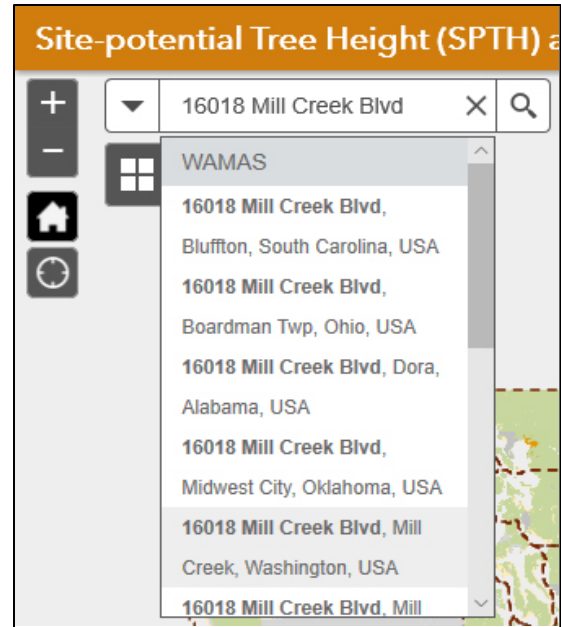 Site-potential Tree Height (SPTH) a
16018 Mill Creek Blvd
WAMAS
16018 Mill Creek Blvd,
Bluffton, South Carolina, USA
16018 Mill Creek Blvd,
Boardman Twp, Ohio, USA
16018 Mill Creek Blvd, Dora,
Alabama, USA
16018 Mill Creek Blvd,
Midwest City, Oklahoma, USA
16018 Mill Creek Blvd, Mill
Creek, Washington, USA
16018 Mill Creek Blvd, Mill